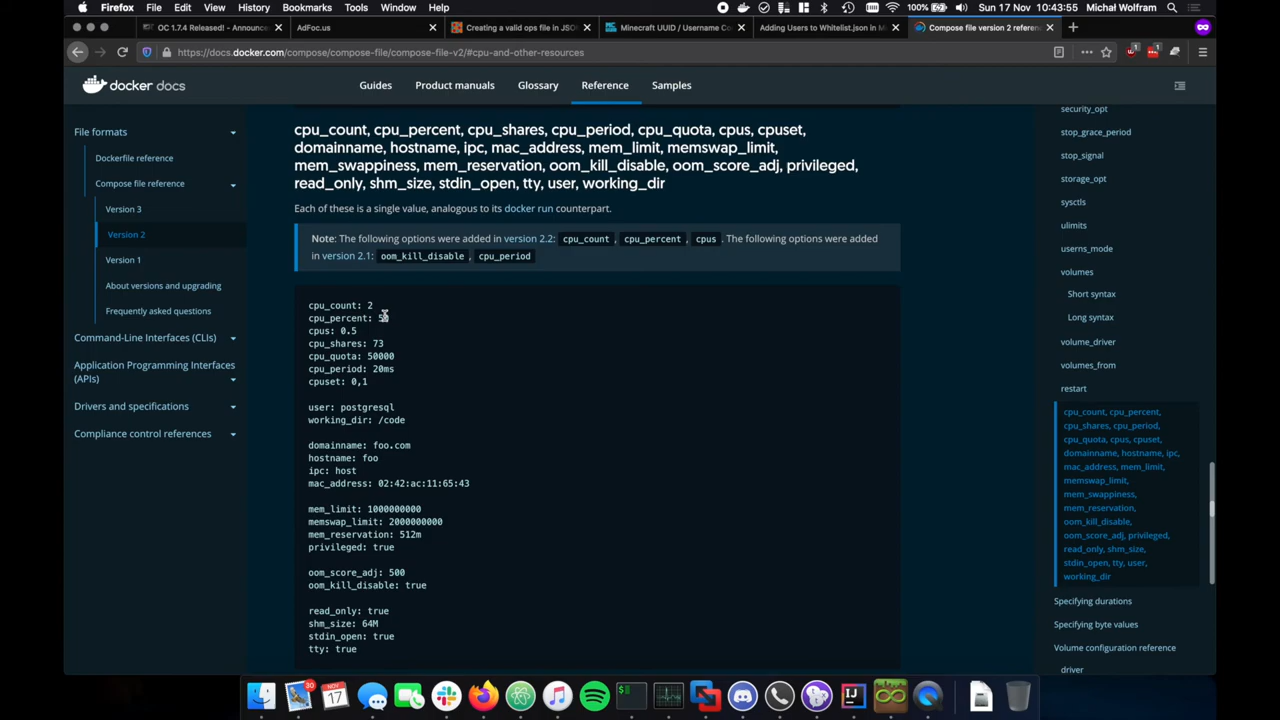 Firefox File Edit View History Bookmarks Tools Window Help
100% Sun 17 Nov 10:43:55 Michał Wolfram
OC 1.7.4 Released! - Announce
AdFoc.us
Creating a valid ops file in JSO
Minecraft UUID / Username Co
Adding Users to Whitelist.json in M
Compose file version 2 referen
https://docs.docker.com/compose/compose-file/compose-file-v2/#cpu-and-other-resources
docker docs
Guides Product manuals Glossary Reference Samples
File formats
Dockerfile reference
Compose file reference
Version 3
Version 2
Version 1
About versions and upgrading
Frequently asked questions
Command-Line Interfaces (CLIs)
Application Programming Interfaces
(APIs)
Drivers and specifications
Compliance control references
cpu_count, cpu_percent, cpu_shares, cpu_period, cpu_quota, cpus, cpuset,
domainname, hostname, ipc, mac_address, mem_limit, memswap_limit,
mem_swappiness, mem_reservation, oom_kill_disable, oom_score_adj, privileged,
read_only, shm_size, stdin_open, tty, user, working_dir
Each of these is a single value, analogous to its docker run counterpart.
Note: The following options were added in version 2.2: cpu_count , cpu_percent , cpus . The following options were added
in version 2.1: oom_kill_disable , cpu_period
cpu_count: 2
cpu_percent: 50
cpus: 0.5
cpu_shares: 73
cpu_quota: 50000
cpu_period: 20ms
cpuset: 0,1
user: postgresql
working_dir: /code
domainname: foo.com
hostname: foo
ipc: host
mac_address: 02:42:ac:11:65:43
mem_limit: 1000000000
memswap_limit: 2000000000
mem_reservation: 512m
privileged: true
oom_score_adj: 500
oom_kill_disable: true
read_only: true
shm_size: 64M
stdin_open: true
tty: true
security_opt
stop_grace_period
stop_signal
storage_opt
sysctls
ulimits
userns_mode
volumes
Short syntax
Long syntax
volume_driver
volumes_from
restart
cpu_count, cpu_percent,
cpu_shares, cpu_period,
cpu_quota, cpus, cpuset,
domainname, hostname, ipc,
mac_address, mem_limit,
memswap_limit,
mem_swappiness,
mem_reservation,
oom_kill_disable,
oom_score_adj, privileged,
read_only, shm_size,
stdin_open, tty, user,
working_dir
Specifying durations
Specifying byte values
Volume configuration reference
driver
30
NOV
17